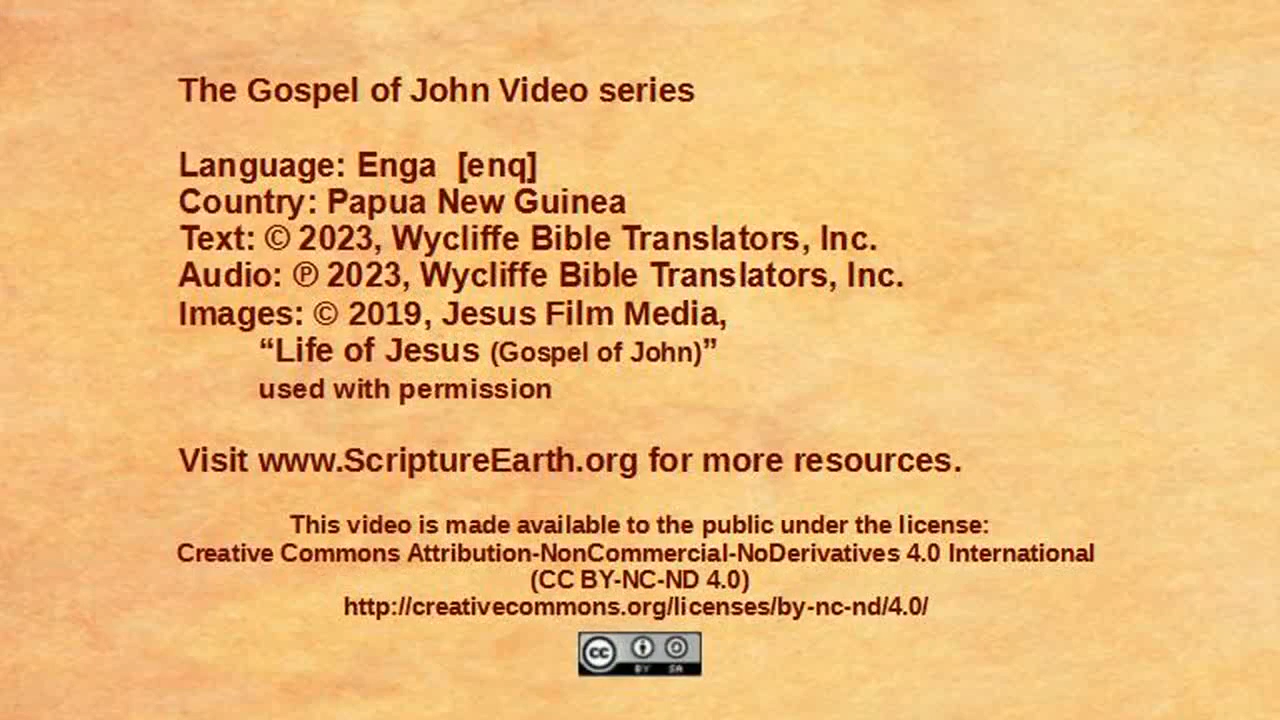 The Gospel of John Video series
Language: Enga [enq]
Country: Papua New Guinea
Text: © 2023, Wycliffe Bible Translators, Inc.
Audio: ℗ 2023, Wycliffe Bible Translators, Inc.
Images: © 2019, Jesus Film Media,
“Life of Jesus (Gospel of John)”
used with permission
Visit www.ScriptureEarth.org for more resources.
This video is made available to the public under the license:
Creative Commons Attribution-NonCommercial-NoDerivatives 4.0 International
(CC BY-NC-ND 4.0)
http://creativecommons.org/licenses/by-nc-nd/4.0/
cc
BY SA